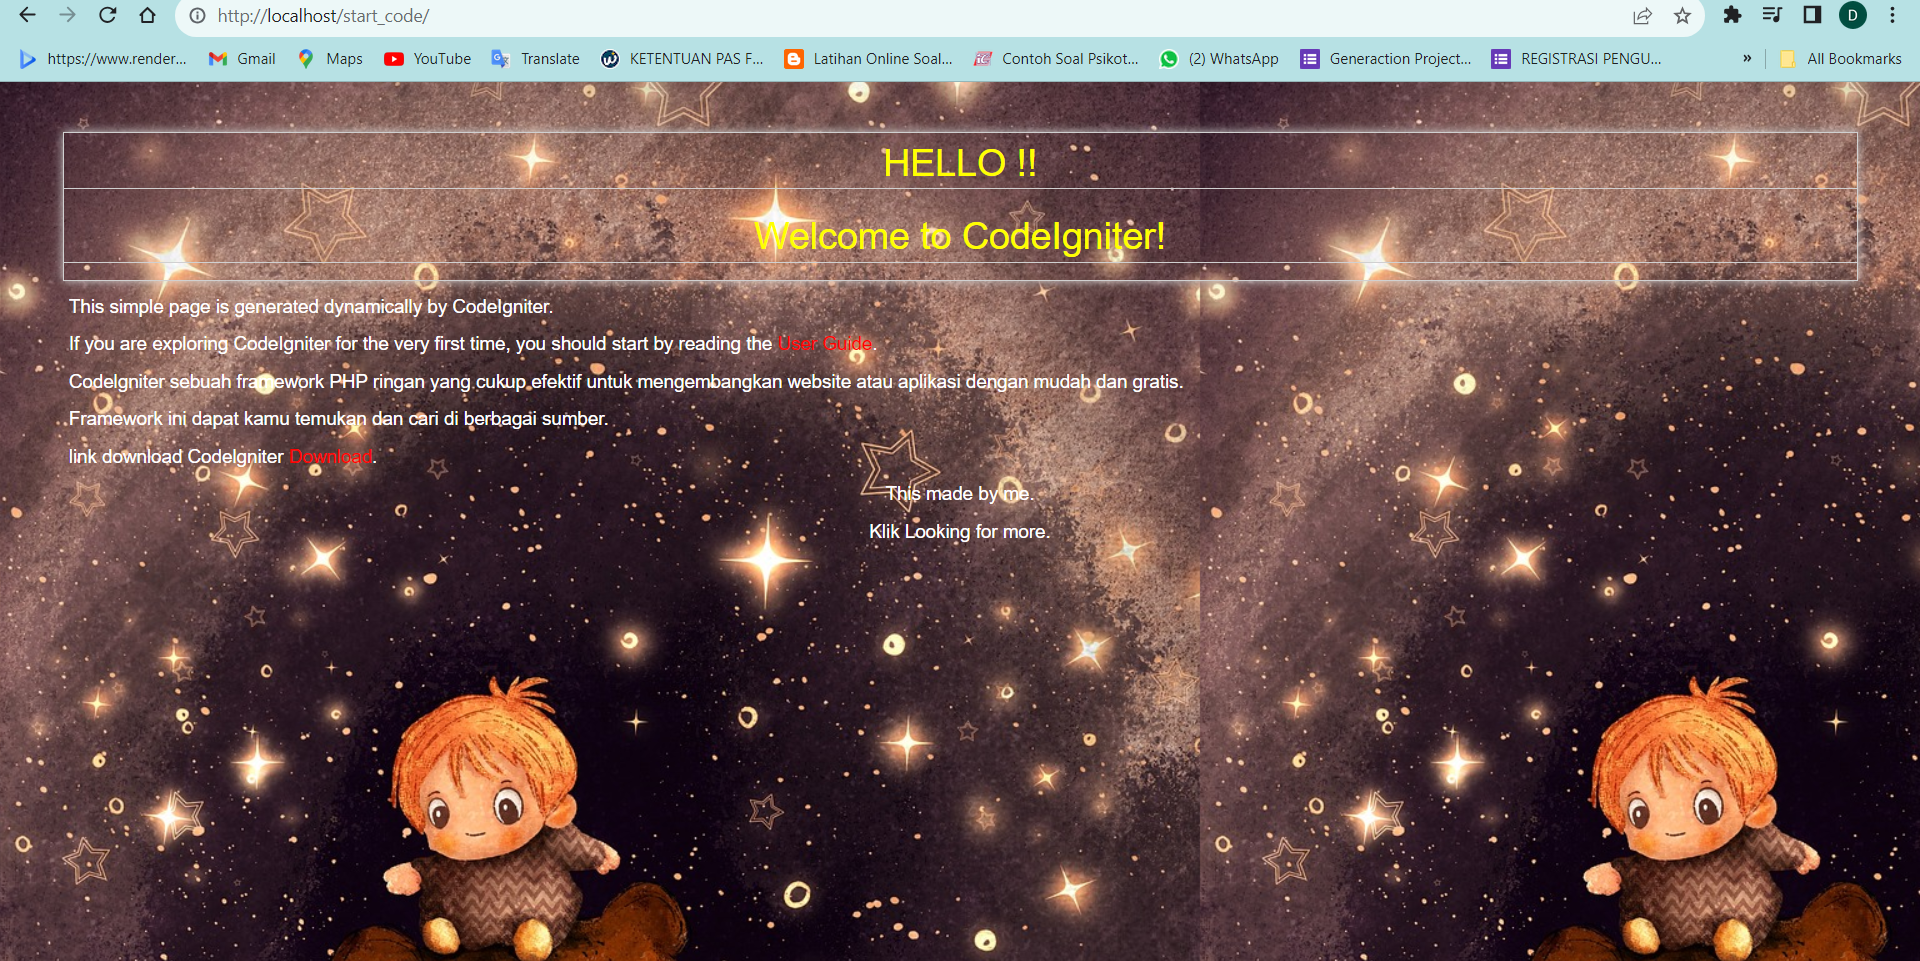 http://localhost/start_code/
D
https://www.render...
Gmail
Maps
YouTube
Translate
KETENTUAN PAS F...
Latihan Online Soal...
Contoh Soal Psikot...
(2) WhatsApp
Generaction Project...
REGISTRASI PENGU...
»
All Bookmarks
HELLO !!
Welcome to CodeIgniter!
This simple page is generated dynamically by CodeIgniter.
If you are exploring CodeIgniter for the very first time, you should start by reading the User Guide.
CodeIgniter sebuah framework PHP ringan yang cukup efektif untuk mengembangkan website atau aplikasi dengan mudah dan gratis.
Framework ini dapat kamu temukan dan cari di berbagai sumber.
link download CodeIgniter Download.
This made by me.
Klik Looking for more.